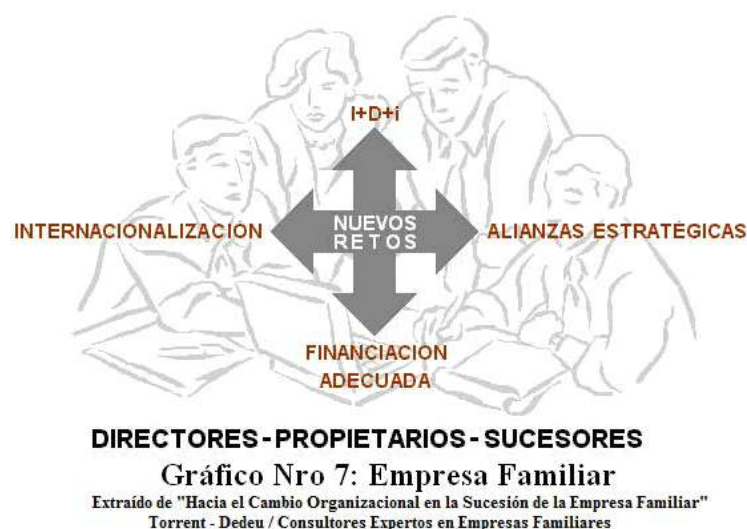 I+D+i
INTERNACIONALIZACIÓN
NUEVOS
RETOS
ALIANZAS ESTRATÉGICAS
FINANCIACION
ADECUADA
DIRECTORES - PROPIETARIOS - SUCESORES
Gráfico Nro 7: Empresa Familiar
Extraído de "Hacia el Cambio Organizacional en la Sucesión de la Empresa Familiar"
Torrent - Dedeu / Consultores Expertos en Empresas Familiares